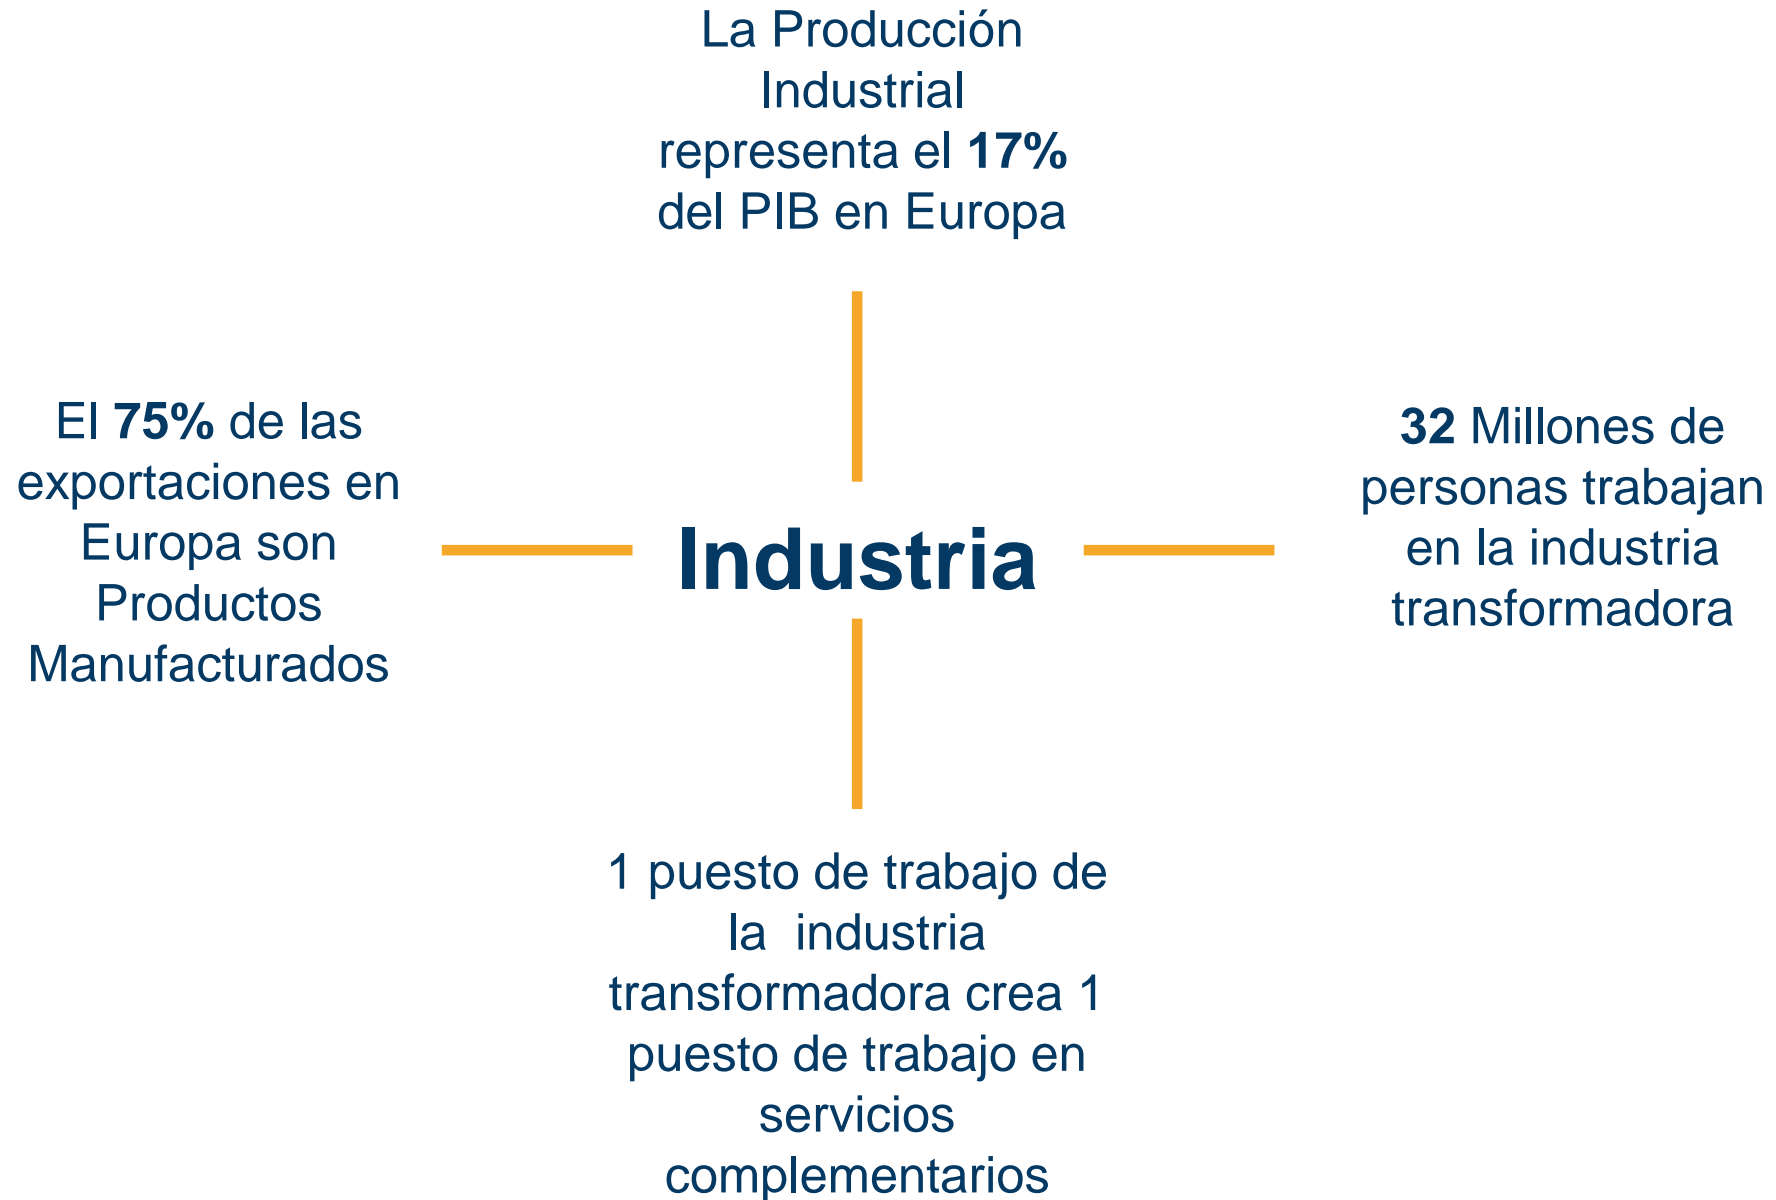 La Producción
Industrial
representa el 17%
del PIB en Europa
El 75% de las
exportaciones en
Europa son
Productos
Manufacturados
Industria
32 Millones de
personas trabajan
en la industria
transformadora
1 puesto de trabajo de
la  industria
transformadora crea 1
puesto de trabajo en
servicios
complementarios